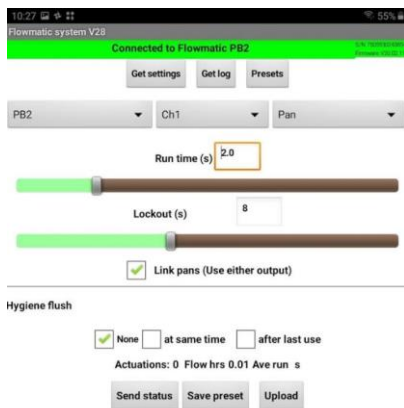 10:27 55%
Flowmatic system V28
Connected to Flowmatic PB2
Get settings Get log Presets
PB2 Ch1 Pan
Run time (s) 2.0
Lockout (s) 8
Link pans (Use either output)
Hygiene flush
None at same time after last use
Actuations: 0 Flow hrs 0.01 Ave run s
Send status Save preset Upload